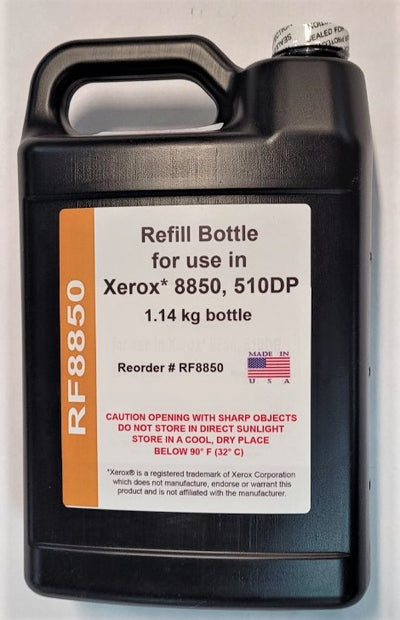 SEALED FOR
RF8850
Refill Bottle
for use in
Xerox* 8850, 510DP
1.14 kg bottle
Reorder # RF8850
MADE IN
U S A
CAUTION OPENING WITH SHARP OBJECTS
DO NOT STORE IN DIRECT SUNLIGHT
STORE IN A COOL, DRY PLACE
BELOW 90° F (32° C)
*Xerox® is a registered trademark of Xerox Corporation
which does not manufacture, endorse or warrant this
product and is not affiliated with the manufacturer.